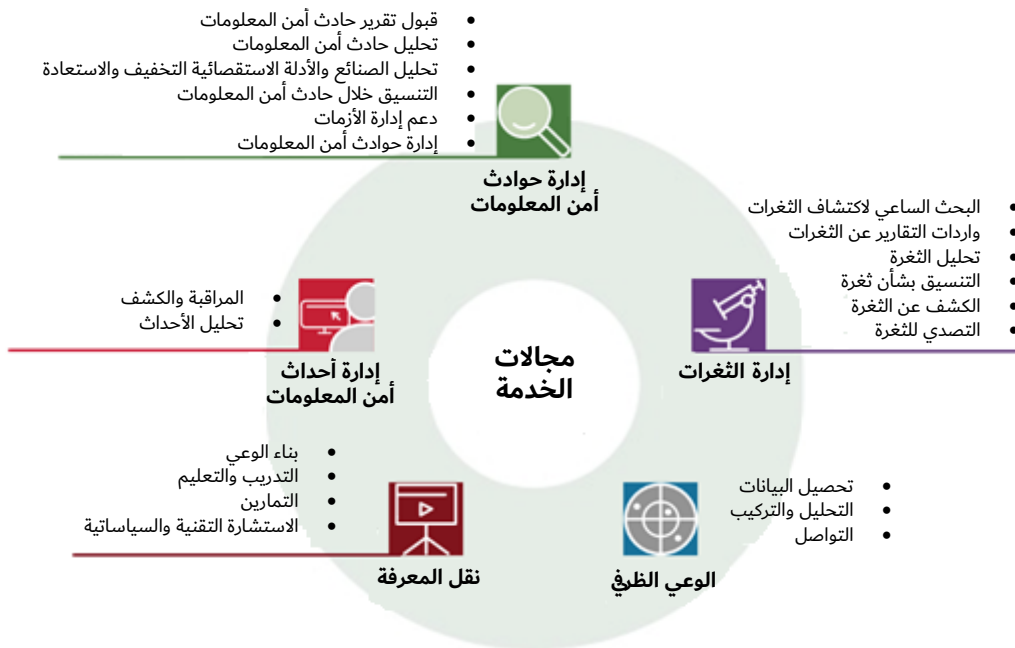 • قبول تقرير حادث أمن المعلومات
• تحليل حادث أمن المعلومات
• تحليل الصنائع والأدلة الاستقصائية التخفيف والاستعادة
• التنسيق خلال حادث أمن المعلومات
• دعم إدارة الأزمات
• إدارة حوادث أمن المعلومات
إدارة حوادث
أمن المعلومات
• البحث الساعي لاكتشاف الثغرات
• واردات التقارير عن الثغرات
• تحليل الثغرة
• التنسيق بشأن ثغرة
• الكشف عن الثغرة
• التصدي للثغرة
إدارة الثغرات
• المراقبة والكشف
• تحليل الأحداث
إدارة أحداث
أمن المعلومات
مجالات
الخدمة
• تحصيل البيانات
• التحليل والتركيب
• التواصل
الوعي الظرفي
• بناء الوعي
• التدريب والتعليم
• التمارين
• الاستشارة التقنية والسياساتية
نقل المعرفة